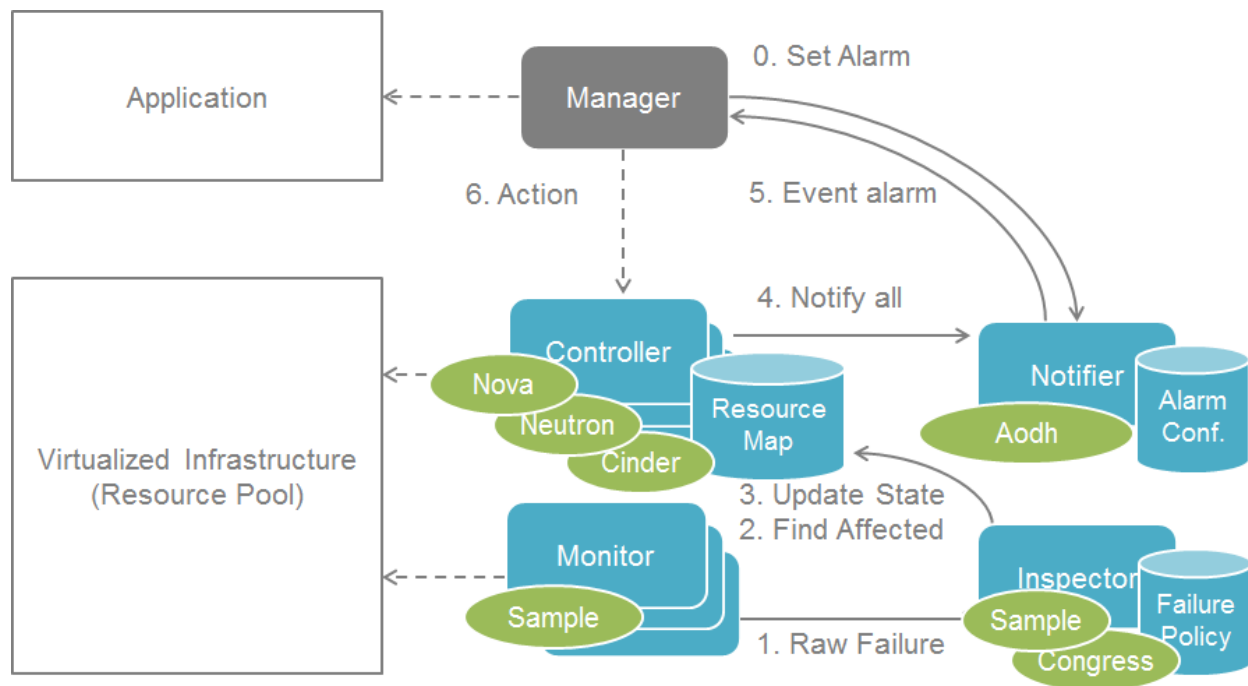 Application
Manager
0. Set Alarm
6. Action
5. Event alarm
4. Notify all
Controller
Nova
Neutron
Cinder
Resource
Map
Notifier
Aodh
Alarm
Conf.
Virtualized Infrastructure
(Resource Pool)
3. Update State
2. Find Affected
Monitor
Sample
1. Raw Failure
Inspector
Sample
Congress
Failure
Policy